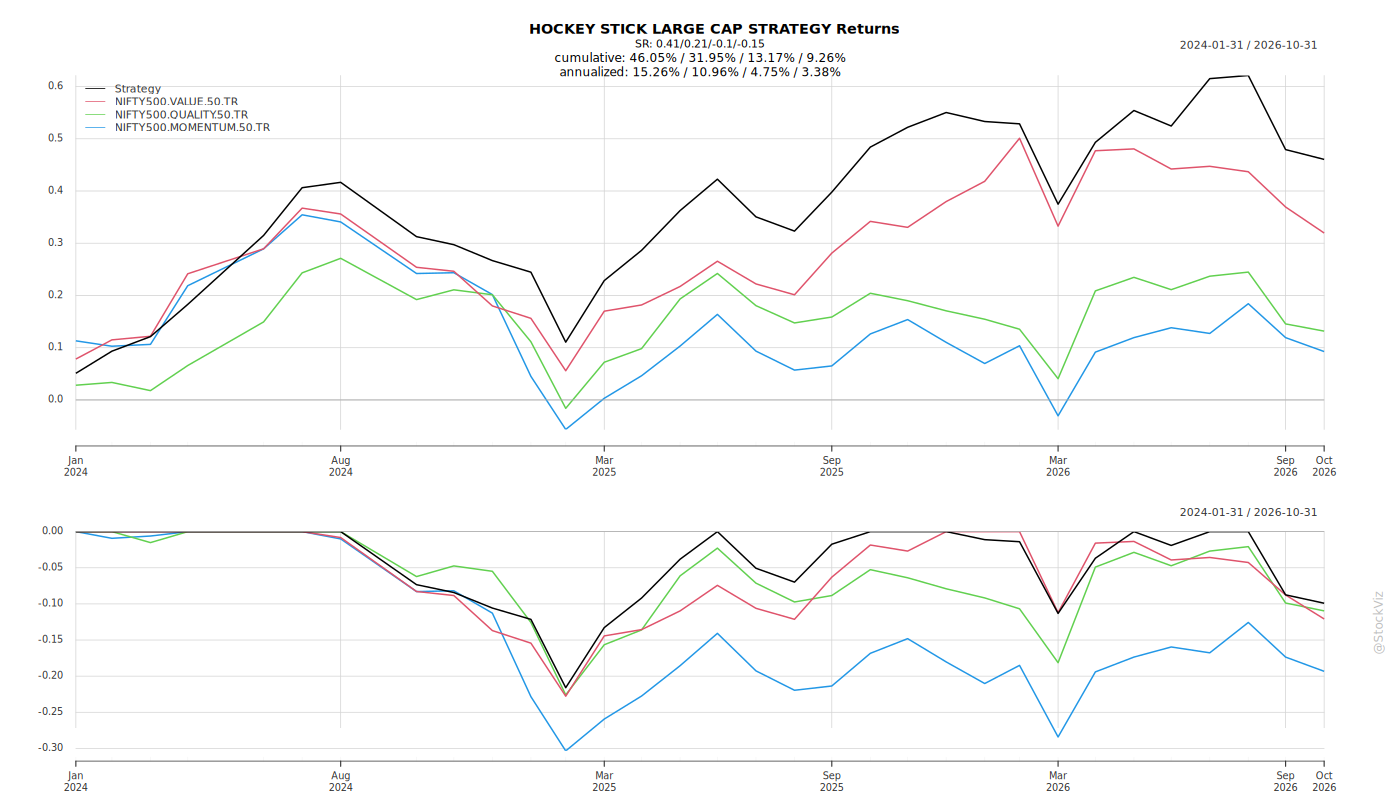 HOCKEY STICK LARGE CAP STRATEGY Returns
SR: 0.41/0.21/-0.1/-0.15
cumulative: 46.05% / 31.95% / 13.17% / 9.26%
annualized: 15.26% / 10.96% / 4.75% / 3.38%
2024-01-31 / 2026-10-31
Strategy
NIFTY500.VALUE.50.TR
NIFTY500.QUALITY.50.TR
NIFTY500.MOMENTUM.50.TR
0.6
0.5
0.4
0.3
0.2
0.1
0.0
Jan 2024
Aug 2024
Mar 2025
Sep 2025
Mar 2026
Sep 2026
Oct 2026
2024-01-31 / 2026-10-31
0.00
-0.05
-0.10
-0.15
-0.20
-0.25
-0.30
Jan 2024
Aug 2024
Mar 2025
Sep 2025
Mar 2026
Sep 2026
Oct 2026
@StockViz